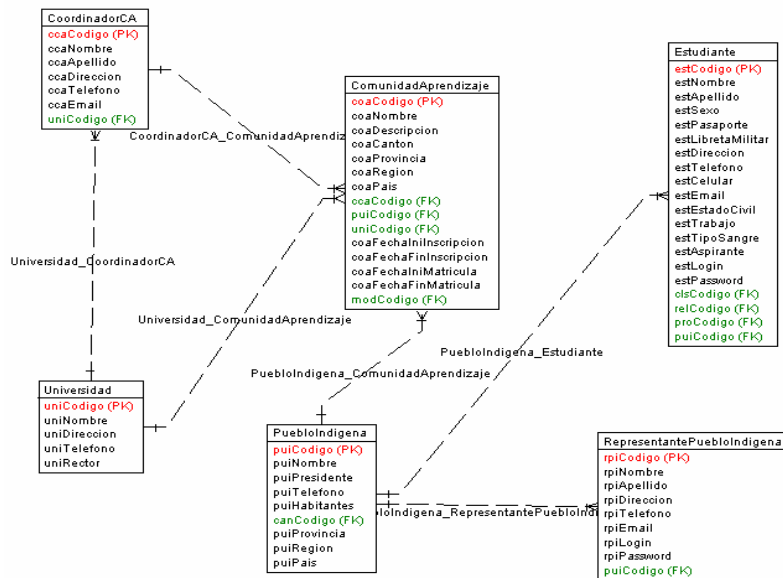 CoordinadorCA
ccaCodigo (PK)
ccaNombre
ccaApellido
ccaDireccion
ccaTelefono
ccaEmail
uniCodigo (FK)
CoordinadorCA_ComunidadAprendiza
ComunidadAprendizaje
coaCodigo (PK)
coaNombre
coaDescripcion
coaCanton
coaProvincia
coaRegion
coaPais
ccaCodigo (FK)
puiCodigo (FK)
uniCodigo (FK)
coaFechaIniInscripcion
coaFechaFinInscripcion
coaFechaIniMatricula
coaFechaFinMatricula
modCodigo (FK)
Estudiante
estCodigo (PK)
estNombre
estApellido
estSexo
estPasaporte
estLibretaMilitar
estDireccion
estTelefono
estCelular
estEmail
estEstadoCivil
estTrabajo
estTipoSangre
estAspirante
estLogin
estPassword
clsCodigo (FK)
relCodigo (FK)
proCodigo (FK)
puiCodigo (FK)
Universidad_CoordinadorCA
Universidad_ComunidadAprendizaje
PuebloIndigena_Estudiante
PuebloIndigena_ComunidadAprendizaje
Universidad
uniCodigo (PK)
uniNombre
uniDireccion
uniTelefono
uniRector
PuebloIndigena
puiCodigo (PK)
puiNombre
puiPresidente
puiTelefono
puiHabitantes
canCodigo (FK)
puiProvincia
puiRegion
puiPais
bloIndigena_RepresentantePuebloIndi
RepresentantePuebloIndigena
rpiCodigo (PK)
rpiNombre
rpiApellido
rpiDireccion
rpiTelefono
rpiEmail
rpiLogin
rpiPassword
puiCodigo (FK)